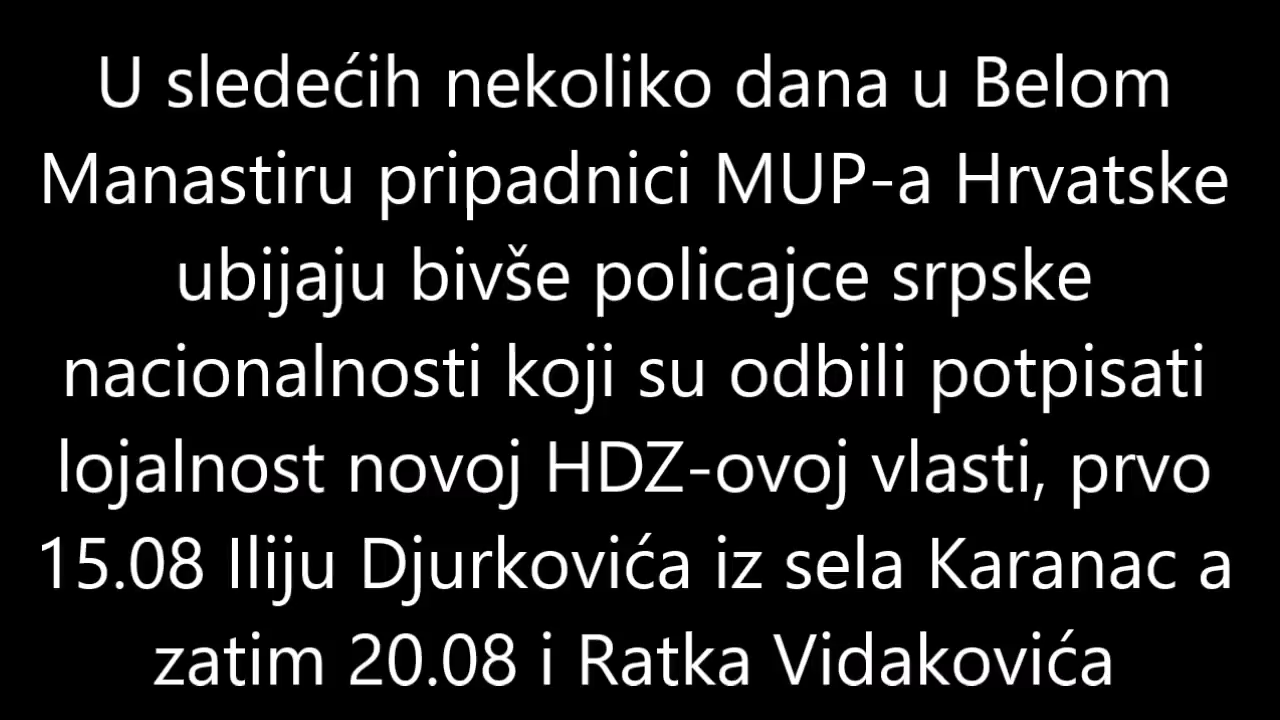 U sledećih nekoliko dana u Belom
Manastiru pripadnici MUP-a Hrvatske
ubijaju bivše policajce srpske
nacionalnosti koji su odbili potpisati
lojalnost novoj HDZ-ovoj vlasti, prvo
15.08 Iliju Djurkovića iz sela Karanac a
zatim 20.08 i Ratka Vidakovića